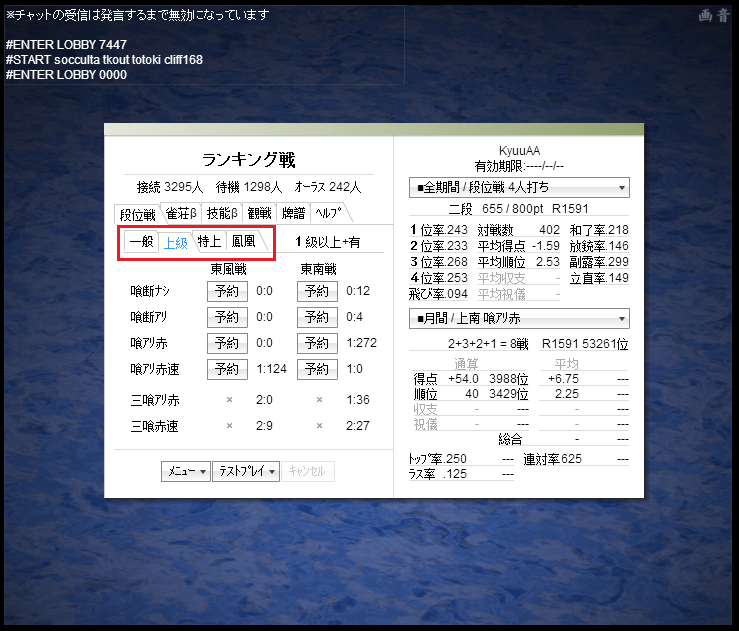 ※チャットの受信は発言するまで無効になっています
画 音
#ENTER LOBBY 7447
#START socculta tkout totoki cliff168
#ENTER LOBBY 0000
ランキング戦
接続 3295人 待機 1298人 オーラス 242人
段位戦 雀荘β 技能β 観戦 牌譜 ヘルプ
一般 上級 特上 鳳凰 1級以上+有
東風戦 東南戦
喰断ナシ 予約 0:0 予約 0:12
喰断アリ 予約 0:0 予約 0:4
喰アリ赤 予約 0:0 予約 1:272
喰アリ赤速 予約 1:124 予約 1:0
三喰アリ赤 × 2:0 × 1:36
三喰赤速 × 2:9 × 2:27
メニュー▼ テストプレイ▼ キャンセル
KyuuAA
有効期限:----/--/--
■全期間 / 段位戦 4人打ち ▼
二段 655 / 800pt R1591
1位率.243 対戦数 402 和了率.218
2位率.233 平均得点 -1.59 放銃率.146
3位率.268 平均順位 2.53 副露率.299
4位率.253 平均収支 - 立直率.149
飛び率.094 平均祝儀 -
■月間 / 上南 喰アリ赤 ▼
2+3+2+1 = 8戦 R1591 53261位
通算 平均
得点 +54.0 3988位 +6.75 ---
順位 40 3429位 2.25 ---
収支 - --- - ---
祝儀 - --- - ---
総合 - ---
トップ率.250 --- 連対率.625 ---
ラス率 .125 ---